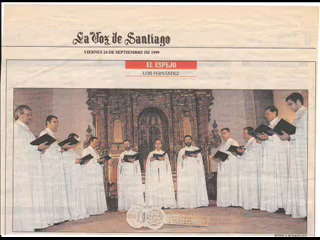 La Voz de Santiago
VIERNES 24 DE SEPTIEMBRE DE 1999
EL ESPEJO
LUIS FERNÁNDEZ